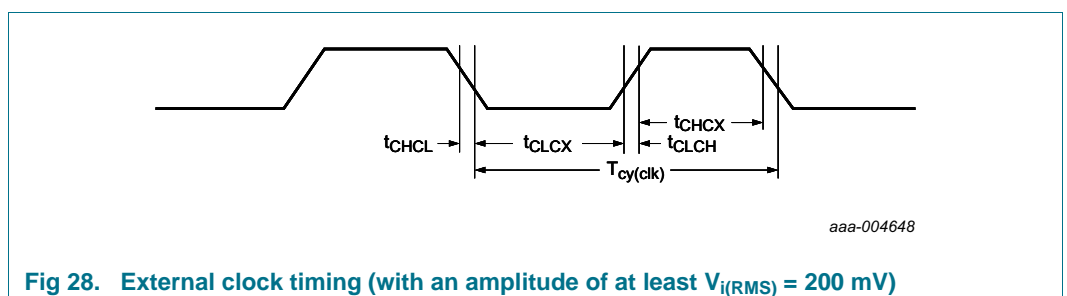 tCHCX
tCHCL
tCLCX
tCLCH
Tcy(clk)
aaa-004648
Fig 28. External clock timing (with an amplitude of at least Vi(RMS) = 200 mV)